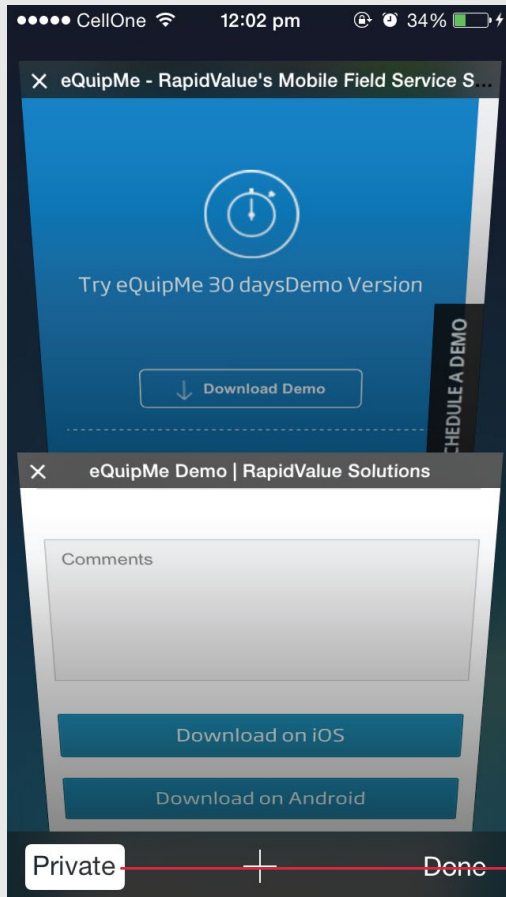 CellOne 12:02 pm 34%
eQuipMe - RapidValue's Mobile Field Service S...
Try eQuipMe 30 daysDemo Version
Download Demo
CHEDULE A DEMO
eQuipMe Demo | RapidValue Solutions
Comments
Download on iOS
Download on Android
Private Done